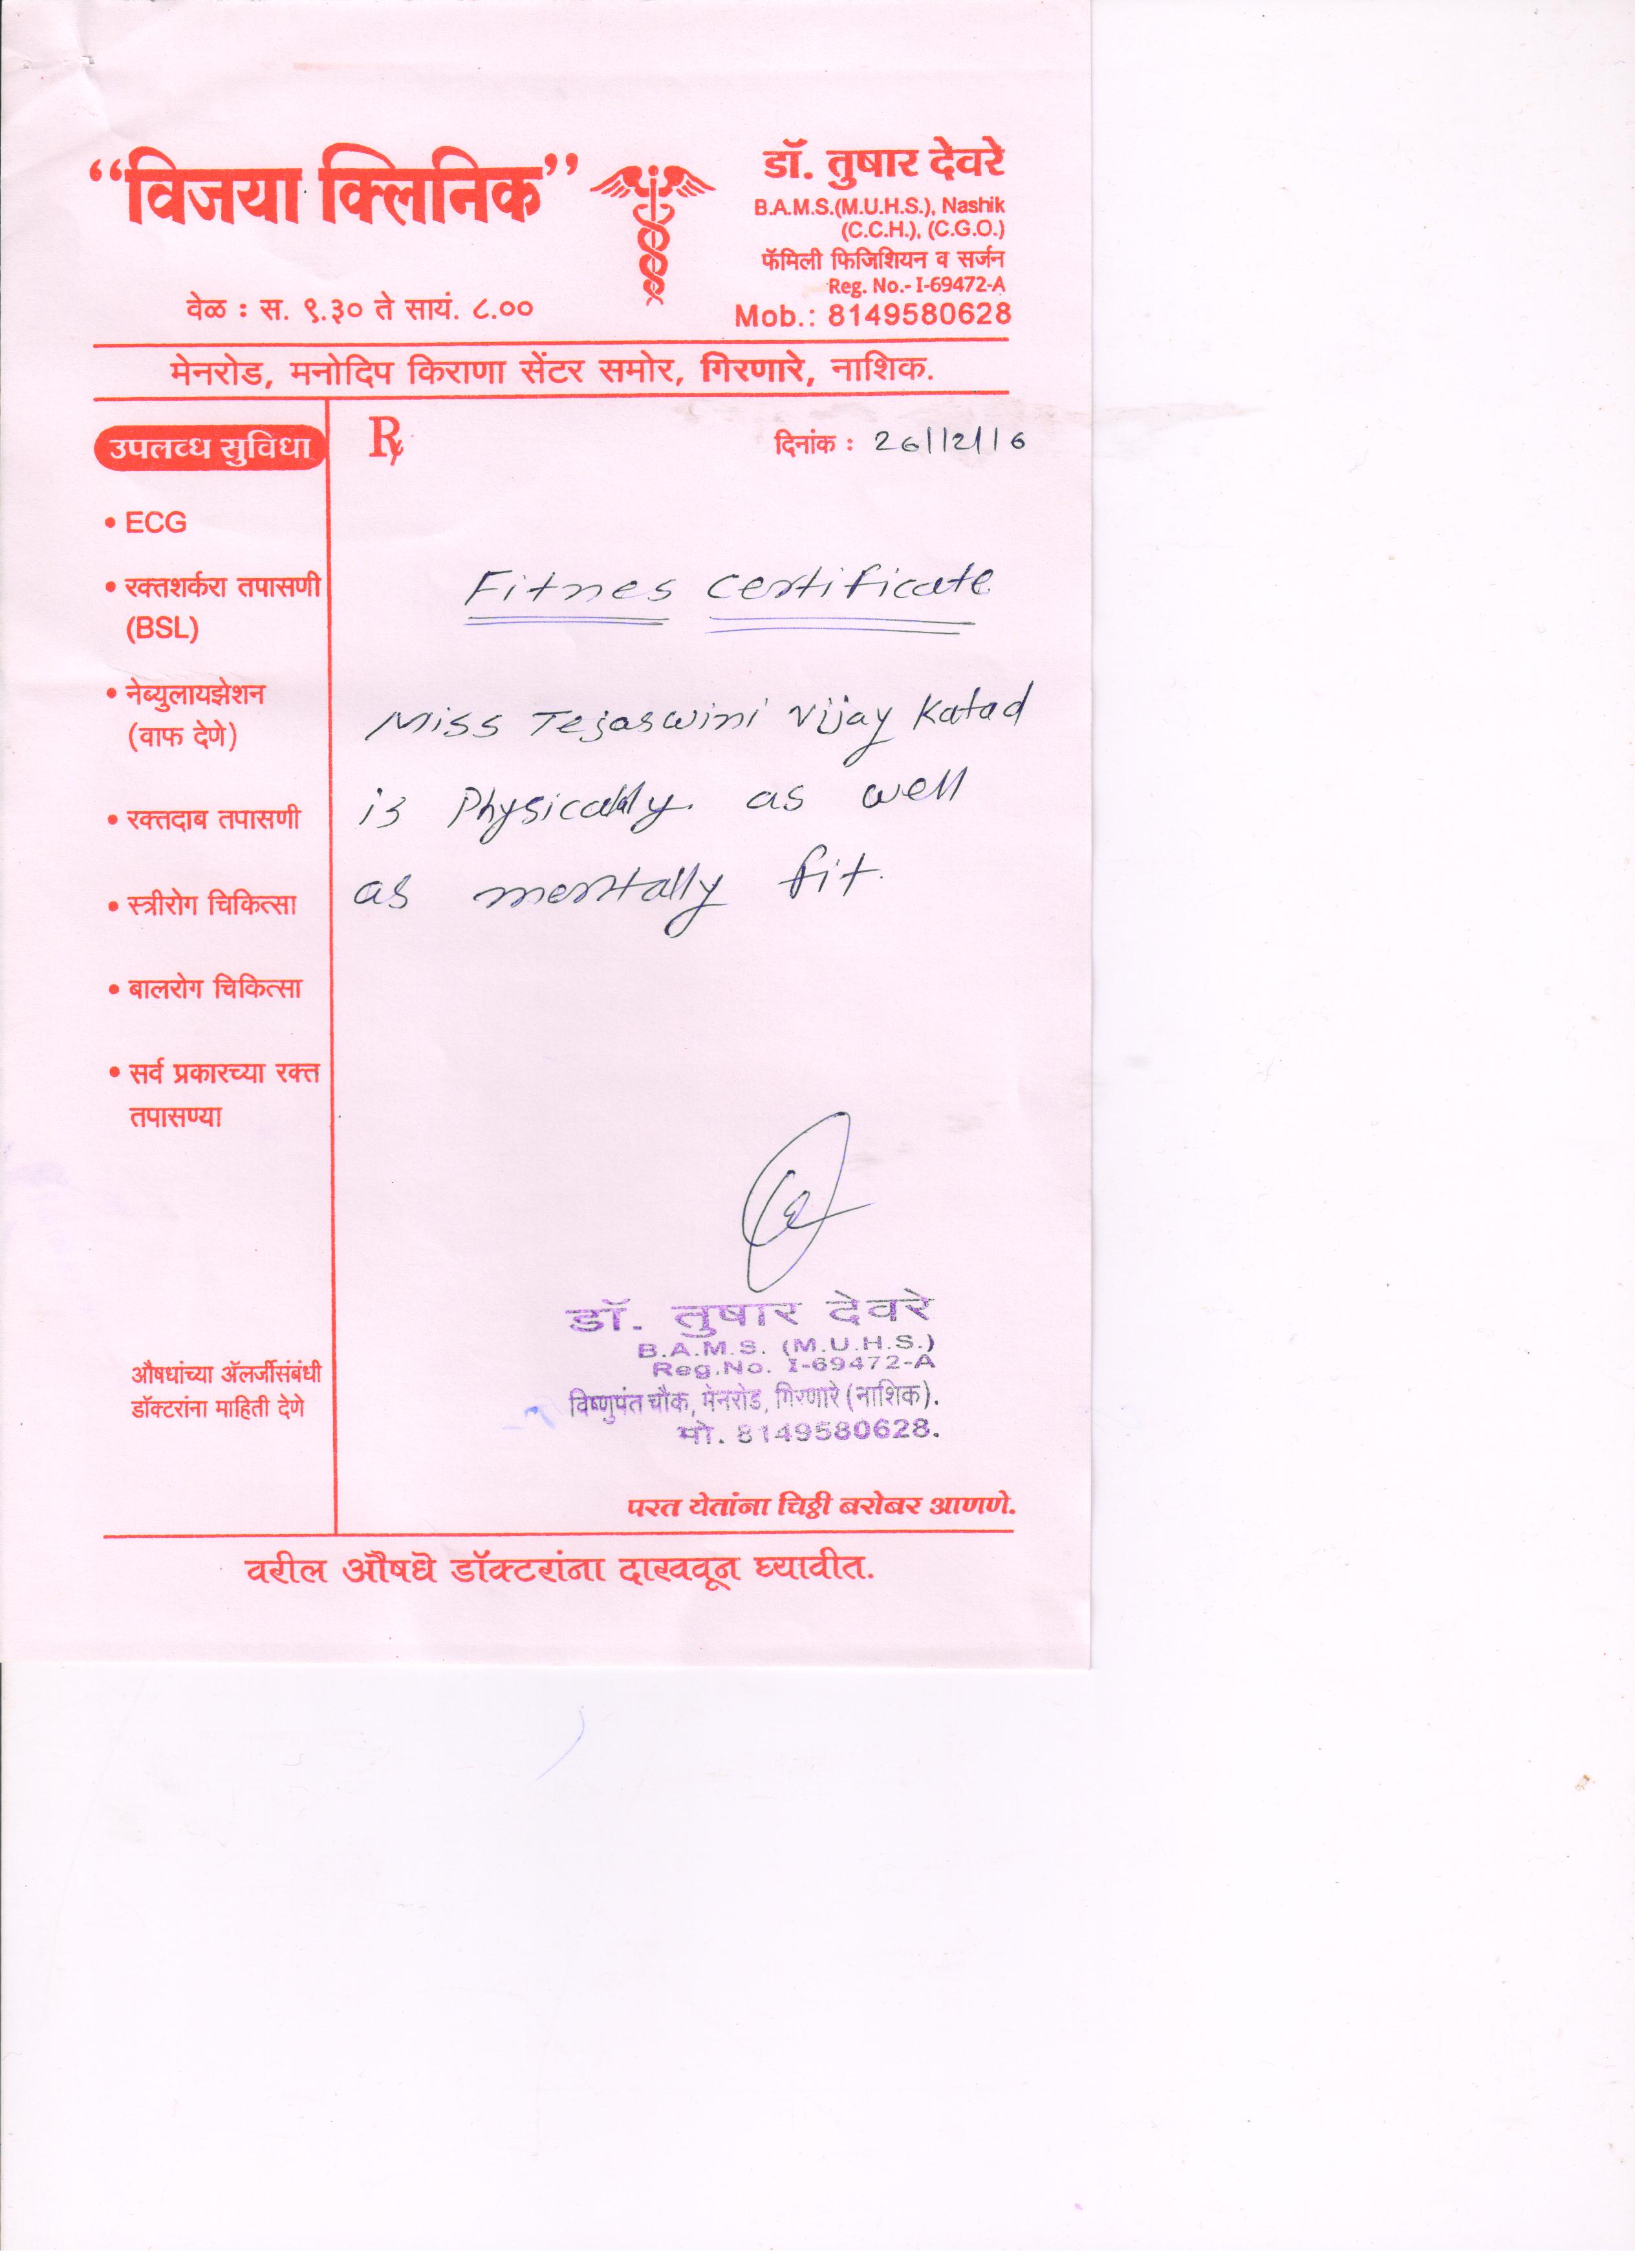 “विजया क्लिनिक”
वेळ : स. ९.३० ते सायं. ८.००
डॉ. तुषार देवरे
B.A.M.S.(M.U.H.S.), Nashik
(C.C.H.), (C.G.O.)
फॅमिली फिजिशियन व सर्जन
Reg. No.- I-69472-A
Mob.: 8149580628
मेनरोड, मनोदिप किराणा सेंटर समोर, गिरणारे, नाशिक.
उपलब्ध सुविधा
• ECG
• रक्तशर्करा तपासणी
(BSL)
• नेब्युलायझेशन
(वाफ देणे)
• रक्तदाब तपासणी
• स्त्रीरोग चिकित्सा
• बालरोग चिकित्सा
• सर्व प्रकारच्या रक्त
तपासण्या
औषधांच्या ॲलर्जीसंबंधी
डॉक्टरांना माहिती देणे
℞
दिनांक : 26/12/16
Fitnes certificate
Miss Tejaswini Vijay Katad
is Physically as well
as mentally fit.
डॉ. तुषार देवरे
B.A.M.S. (M.U.H.S.)
Reg.No. I-69472-A
विष्णुपंत चौक, मेनरोड, गिरणारे (नाशिक).
मो. 8149580628.
परत येतांना चिठ्ठी बरोबर आणणे.
वरील औषधे डॉक्टरांना दाखवून घ्यावीत.